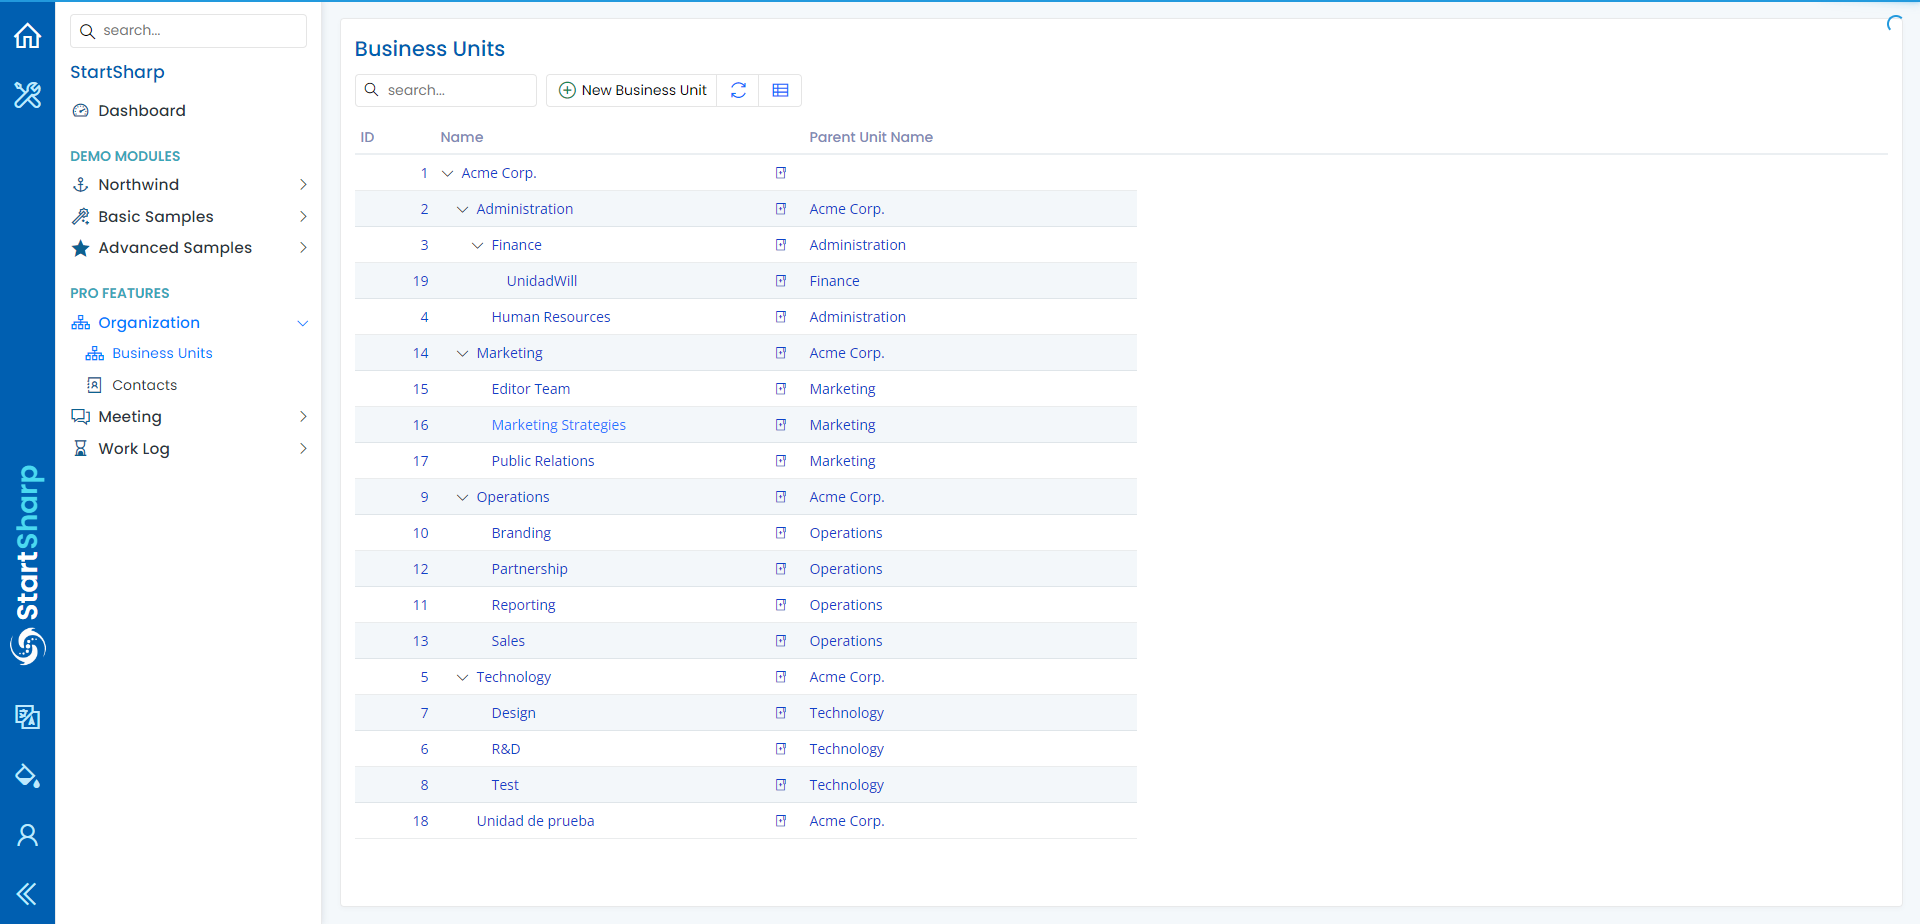 search...
StartSharp
Dashboard
DEMO MODULES
Northwind
Basic Samples
Advanced Samples
PRO FEATURES
Organization
Business Units
Contacts
Meeting
Work Log
StartSharp
Business Units
search...
New Business Unit
ID Name Parent Unit Name
1 Acme Corp.
2 Administration Acme Corp.
3 Finance Administration
19 UnidadWill Finance
4 Human Resources Administration
14 Marketing Acme Corp.
15 Editor Team Marketing
16 Marketing Strategies Marketing
17 Public Relations Marketing
9 Operations Acme Corp.
10 Branding Operations
12 Partnership Operations
11 Reporting Operations
13 Sales Operations
5 Technology Acme Corp.
7 Design Technology
6 R&D Technology
8 Test Technology
18 Unidad de prueba Acme Corp.